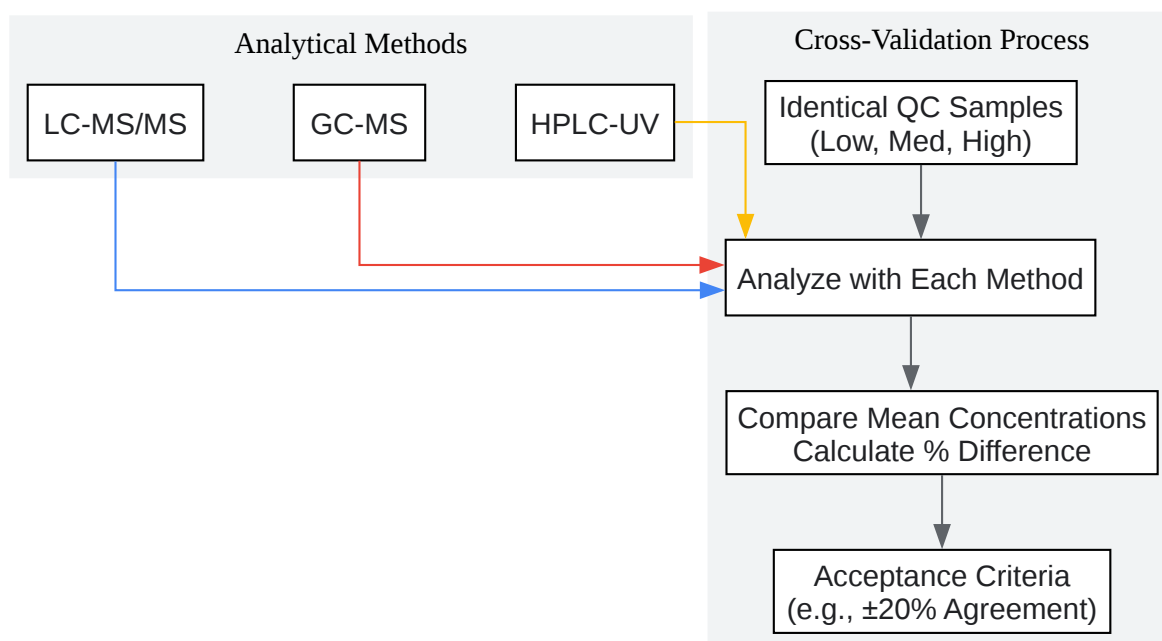 Analytical Methods
LC-MS/MS
GC-MS
HPLC-UV
Cross-Validation Process
Identical QC Samples
(Low, Med, High)
Analyze with Each Method
Compare Mean Concentrations
Calculate % Difference
Acceptance Criteria
(e.g., ±20% Agreement)